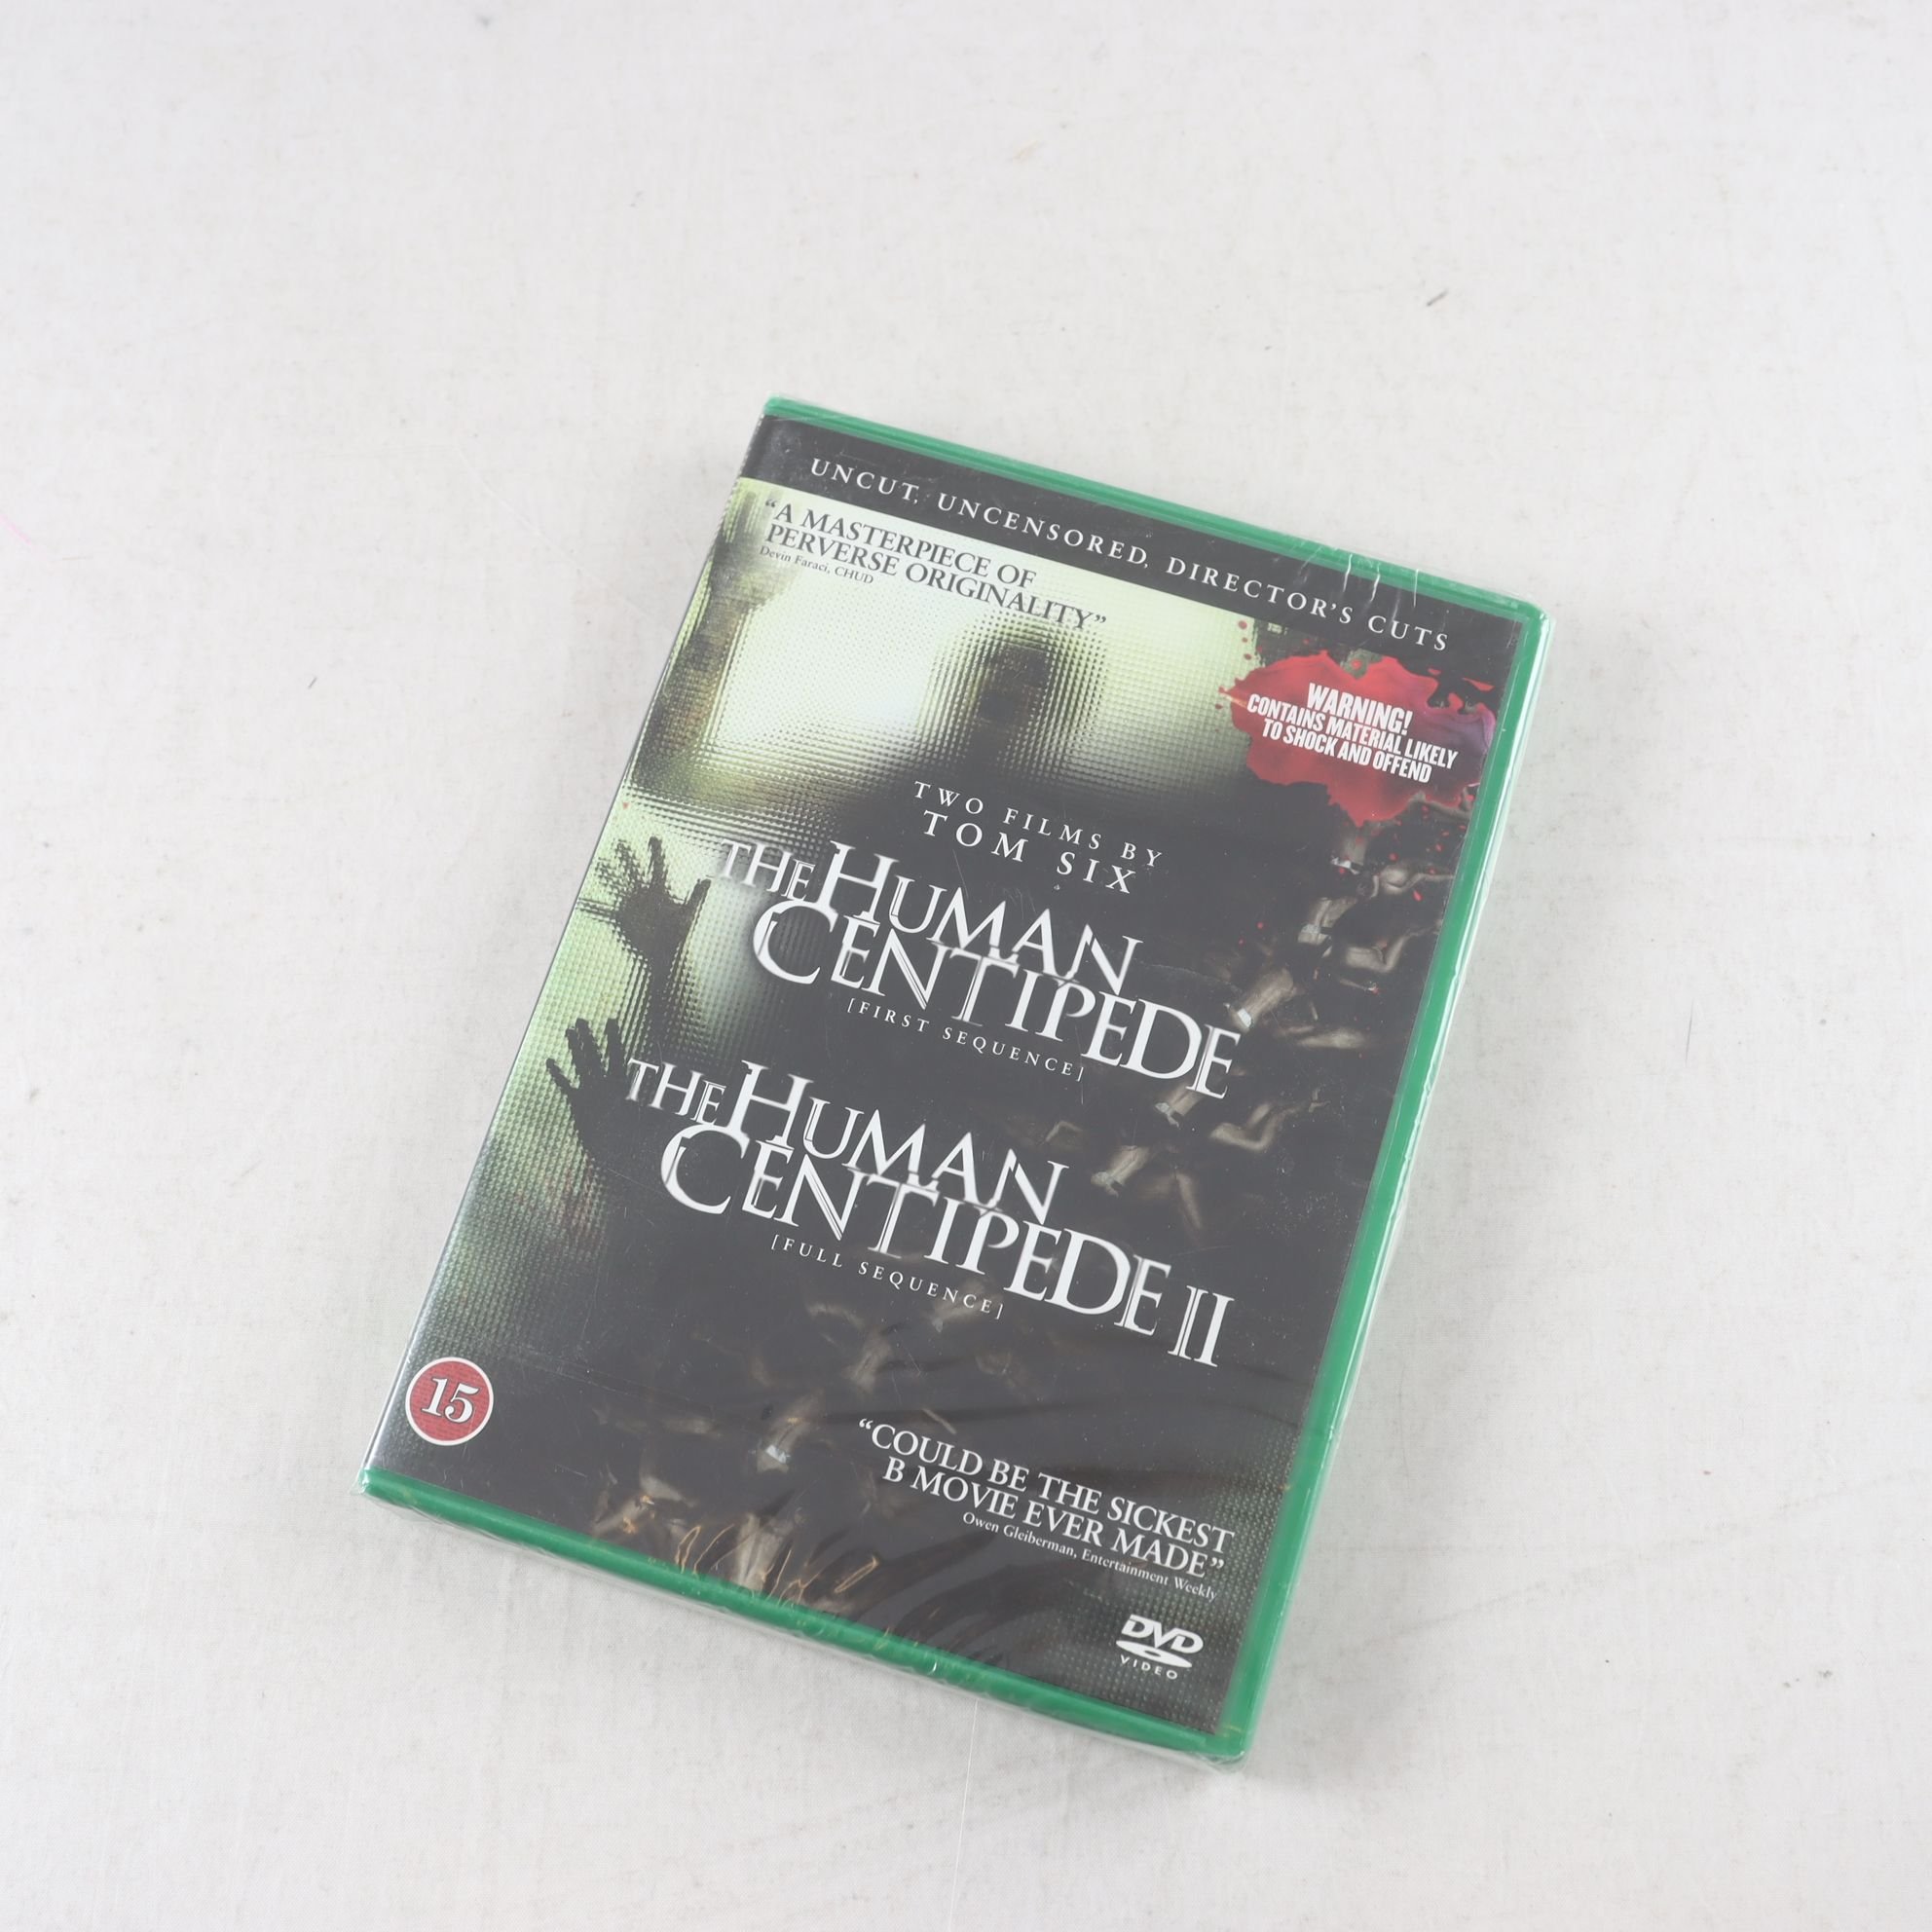 UNCUT, UNCENSORED, DIRECTOR'S CUTS
"A MASTERPIECE OF
PERVERSE ORIGINALITY"
Devin Faraci, CHUD
WARNING!
CONTAINS MATERIAL LIKELY
TO SHOCK AND OFFEND
TWO FILMS BY
TOM SIX
THE HUMAN
CENTIPEDE
[FIRST SEQUENCE]
THE HUMAN
CENTIPEDE II
[FULL SEQUENCE]
15
"COULD BE THE SICKEST
B MOVIE EVER MADE"
Owen Gleiberman, Entertainment Weekly
DVD
VIDEO